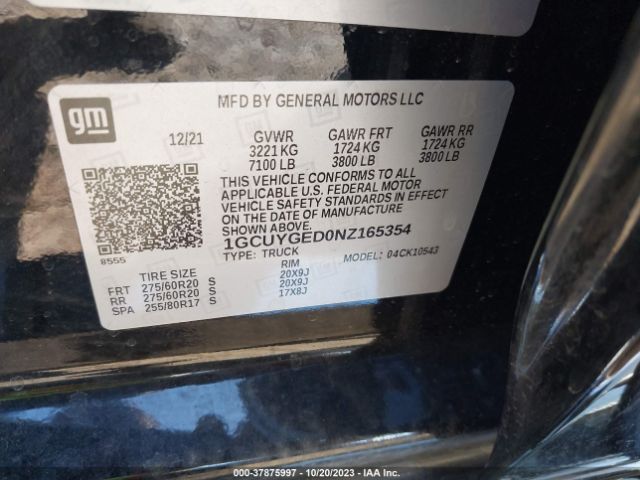 gm
MFD BY GENERAL MOTORS LLC
12/21 GVWR GAWR FRT GAWR RR
3221 KG 1724 KG 1724 KG
7100 LB 3800 LB 3800 LB
THIS VEHICLE CONFORMS TO ALL
APPLICABLE U.S. FEDERAL MOTOR
VEHICLE SAFETY STANDARDS IN EFFECT
ON THE DATE OF MANUFACTURE
1GCUYGED0NZ165354
8555
TYPE: TRUCK MODEL: 04CK10543
TIRE SIZE RIM
FRT 275/60R20 S 20X9J
RR 275/60R20 S 20X9J
SPA 255/80R17 S 17X8J
000-37875997 - 10/20/2023 - IAA Inc.